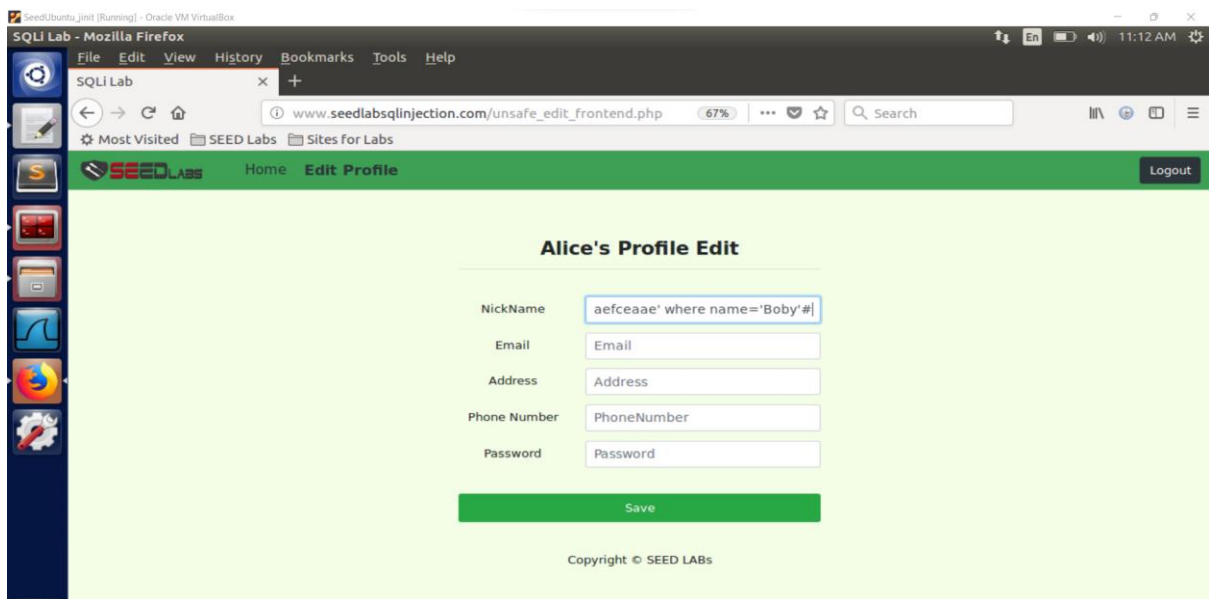 SeedUbuntu_jinit [Running] - Oracle VM VirtualBox
SQLi Lab - Mozilla Firefox
En
11:12 AM
File Edit View History Bookmarks Tools Help
SQLi Lab
www.seedlabsqlinjection.com/unsafe_edit_frontend.php
67%
Search
Most Visited SEED Labs Sites for Labs
SEEDLABS
Home Edit Profile
Logout
Alice's Profile Edit
NickName aefceaae' where name='Boby'#
Email Email
Address Address
Phone Number PhoneNumber
Password Password
Save
Copyright © SEED LABs